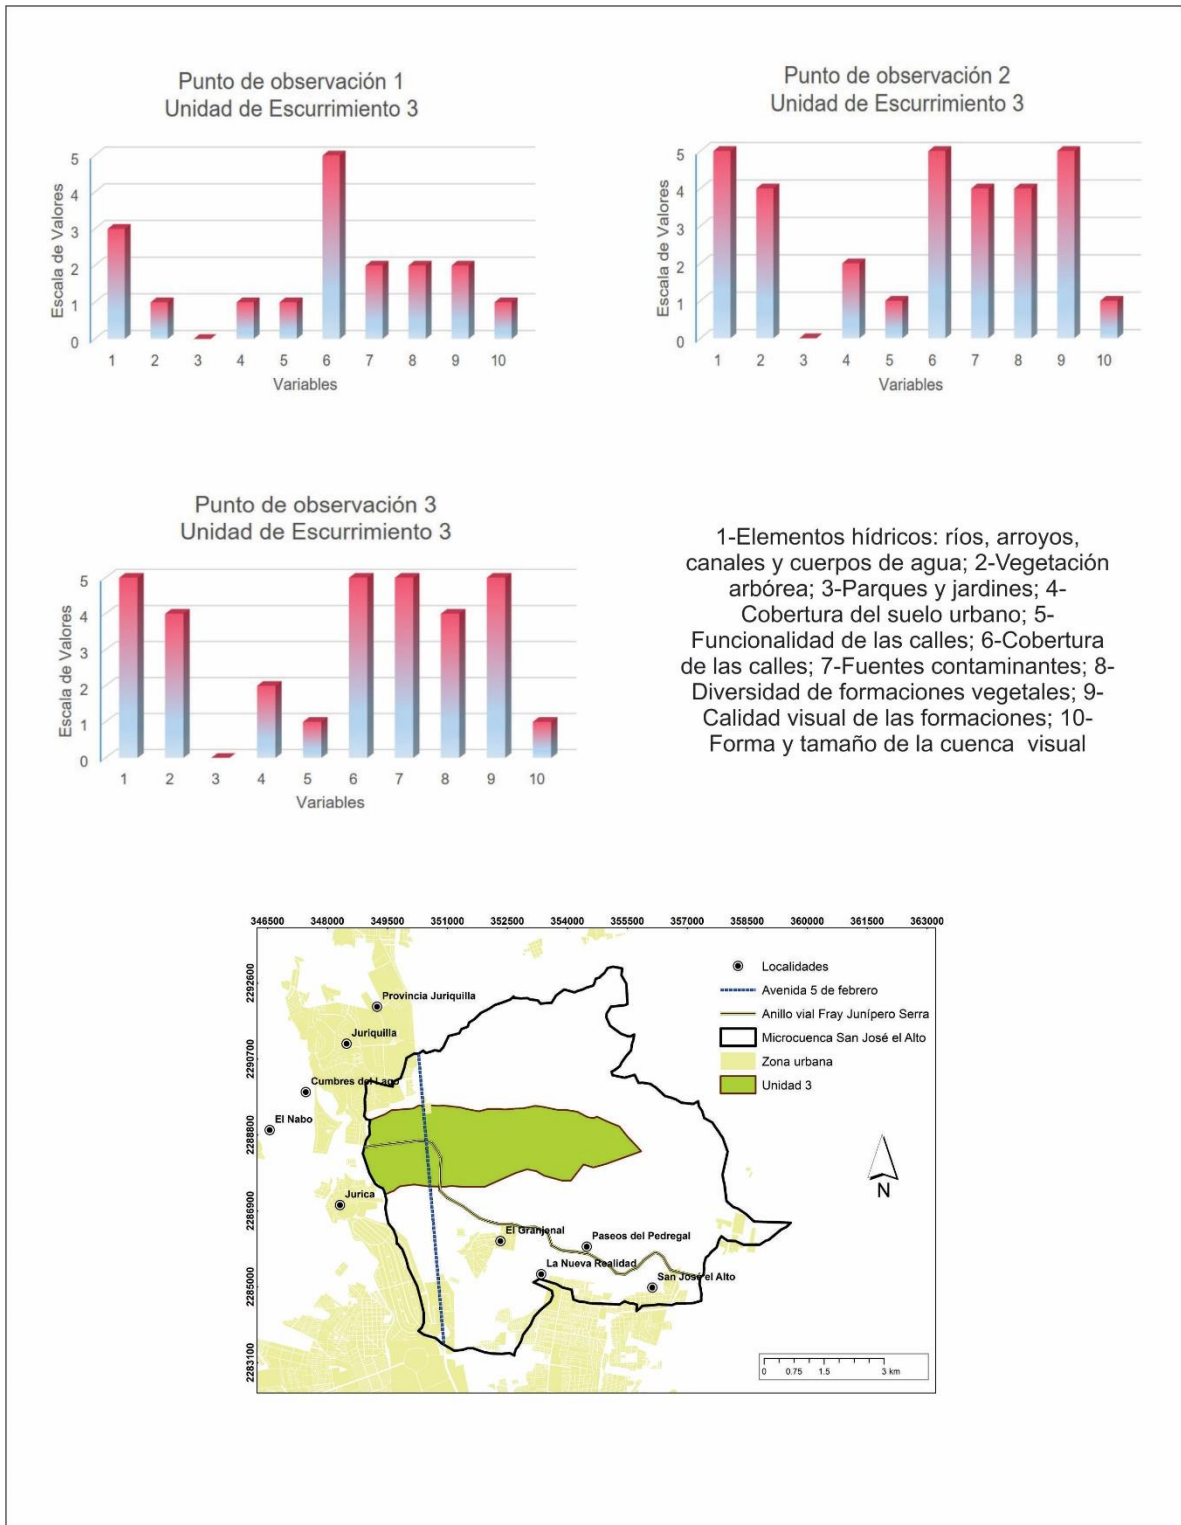 Punto de observación 1
Unidad de Escurrimiento 3
Escala de Valores
5
4
3
2
1
0
1 2 3 4 5 6 7 8 9 10
Variables
Punto de observación 2
Unidad de Escurrimiento 3
Escala de Valores
5
4
3
2
1
0
1 2 3 4 5 6 7 8 9 10
Variables
Punto de observación 3
Unidad de Escurrimiento 3
Escala de Valores
5
4
3
2
1
0
1 2 3 4 5 6 7 8 9 10
Variables
1-Elementos hídricos: ríos, arroyos,
canales y cuerpos de agua; 2-Vegetación
arbórea; 3-Parques y jardines; 4-
Cobertura del suelo urbano; 5-
Funcionalidad de las calles; 6-Cobertura
de las calles; 7-Fuentes contaminantes; 8-
Diversidad de formaciones vegetales; 9-
Calidad visual de las formaciones; 10-
Forma y tamaño de la cuenca visual
346500 348000 349500 351000 352500 354000 355500 357000 358500 360000 361500 363000
2292600
2290700
2288800
2286900
2285000
2283100
Provincia Juriquilla
Juriquilla
Cumbres del Lago
El Nabo
Jurica
El Granjenal
Paseos del Pedregal
La Nueva Realidad
San José el Alto
Localidades
Avenida 5 de febrero
Anillo vial Fray Junípero Serra
Microcuenca San José el Alto
Zona urbana
Unidad 3
N
0 0.75 1.5 3 km